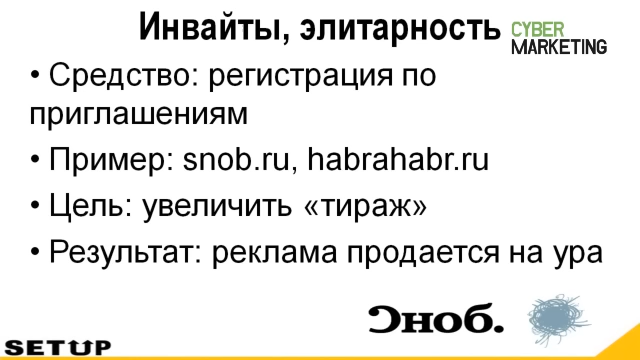 Инвайты, элитарность
CYBER
MARKETING
• Средство: регистрация по
приглашениям
• Пример: snob.ru, habrahabr.ru
• Цель: увеличить «тираж»
• Результат: реклама продается на ура
Сноб.
SETUP